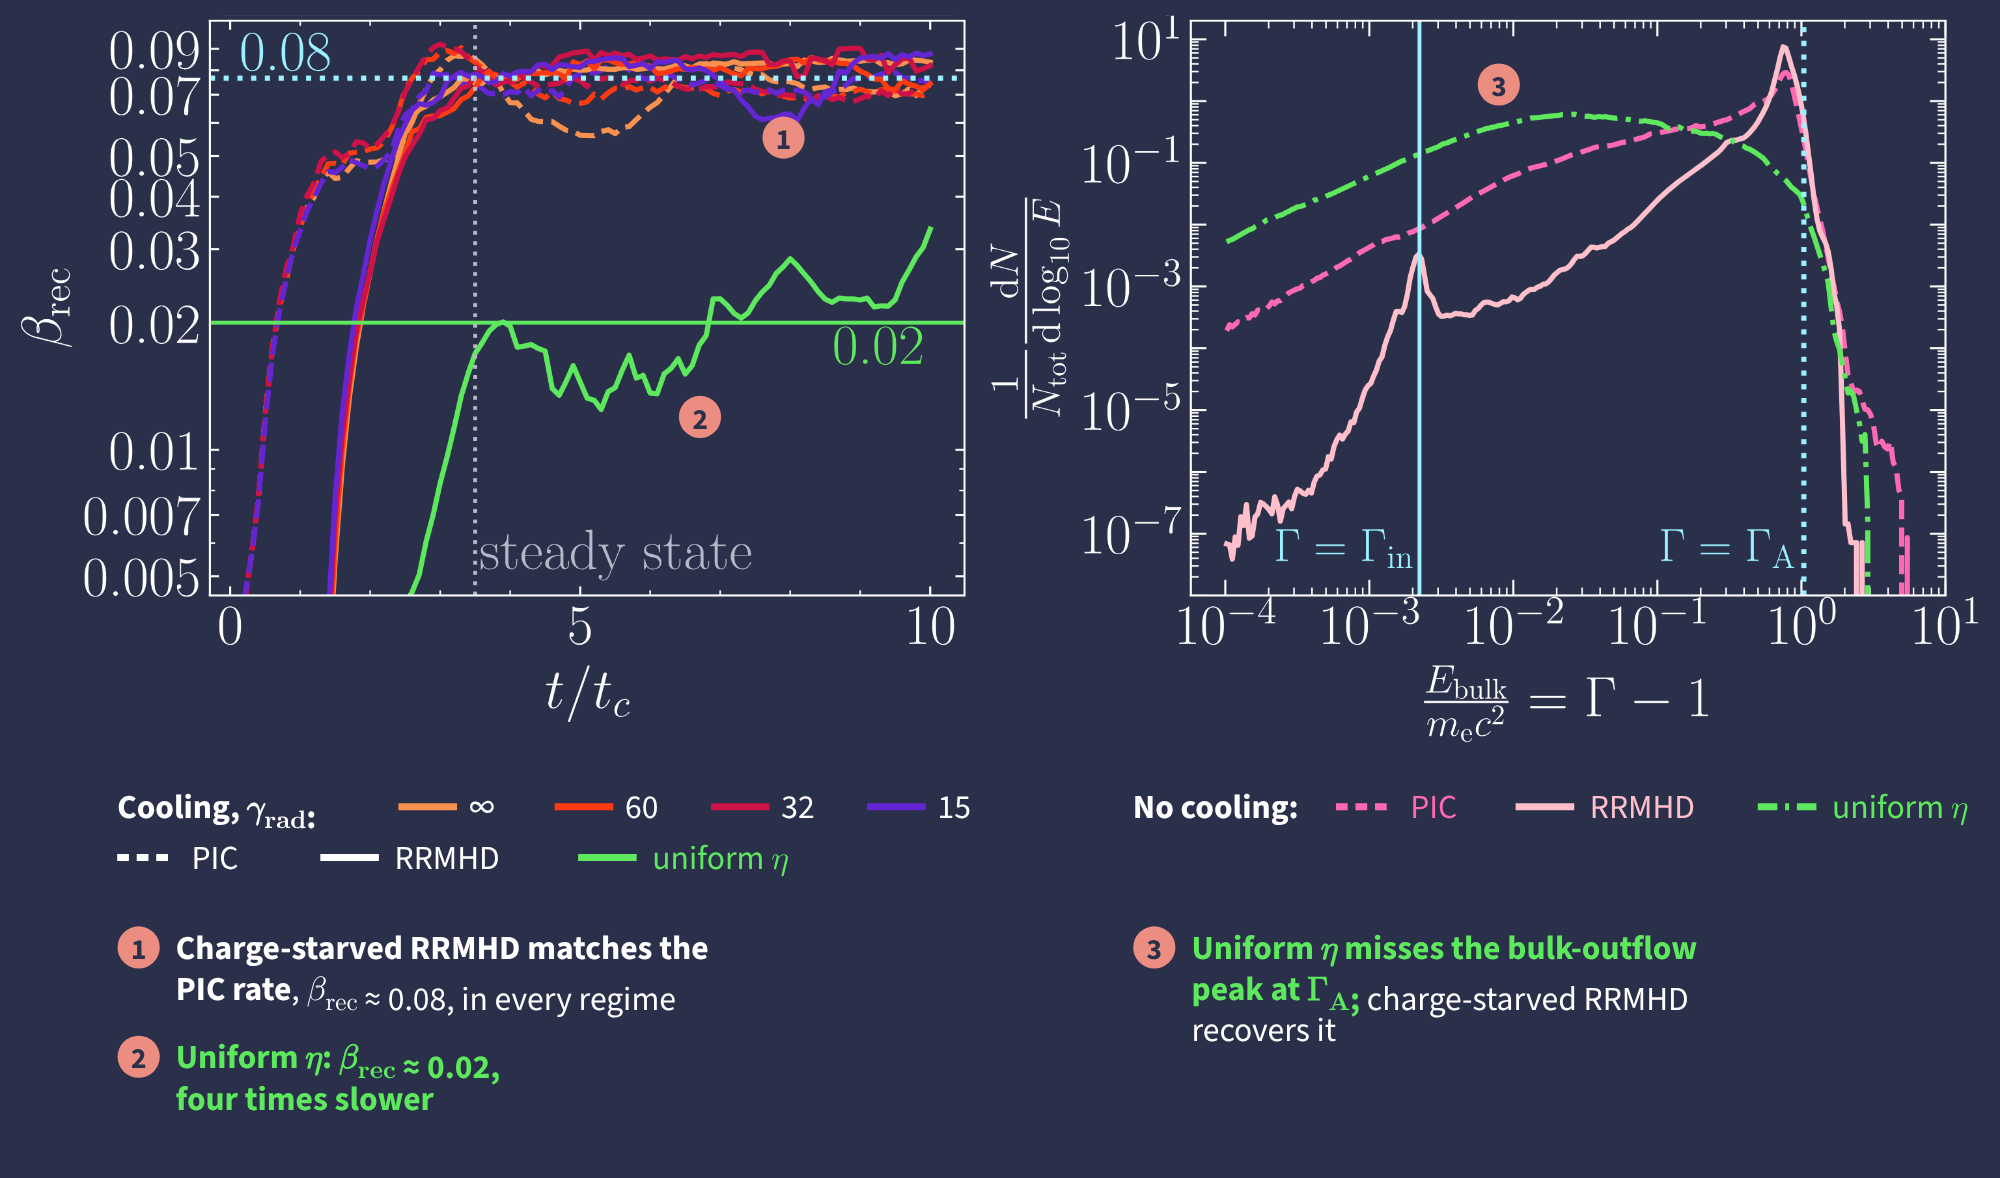 0.09
0.07
0.05
0.04
0.03
0.02
0.01
0.007
0.005
β_rec
0.08
1
0.02
2
steady state
0 5 10
t/t_c
10^1
10^−1
10^−3
10^−5
10^−7
1/N_tot dN/d log_10 E
3
Γ = Γ_in
Γ = Γ_A
10^−4 10^−3 10^−2 10^−1 10^0 10^1
E_bulk/m_e c^2 = Γ − 1
Cooling, γ_rad: ∞ 60 32 15
PIC RRMHD uniform η
No cooling: PIC RRMHD uniform η
1 Charge-starved RRMHD matches the
PIC rate, β_rec ≈ 0.08, in every regime
2 Uniform η: β_rec ≈ 0.02,
four times slower
3 Uniform η misses the bulk-outflow
peak at Γ_A; charge-starved RRMHD
recovers it